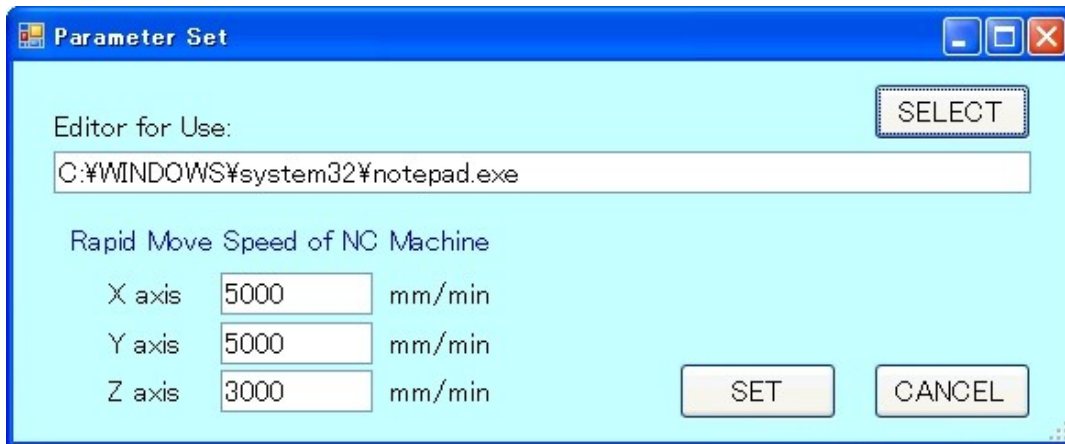 Parameter Set
SELECT
Editor for Use:
C:¥WINDOWS¥system32¥notepad.exe
Rapid Move Speed of NC Machine
X axis 5000 mm/min
Y axis 5000 mm/min
Z axis 3000 mm/min
SET CANCEL